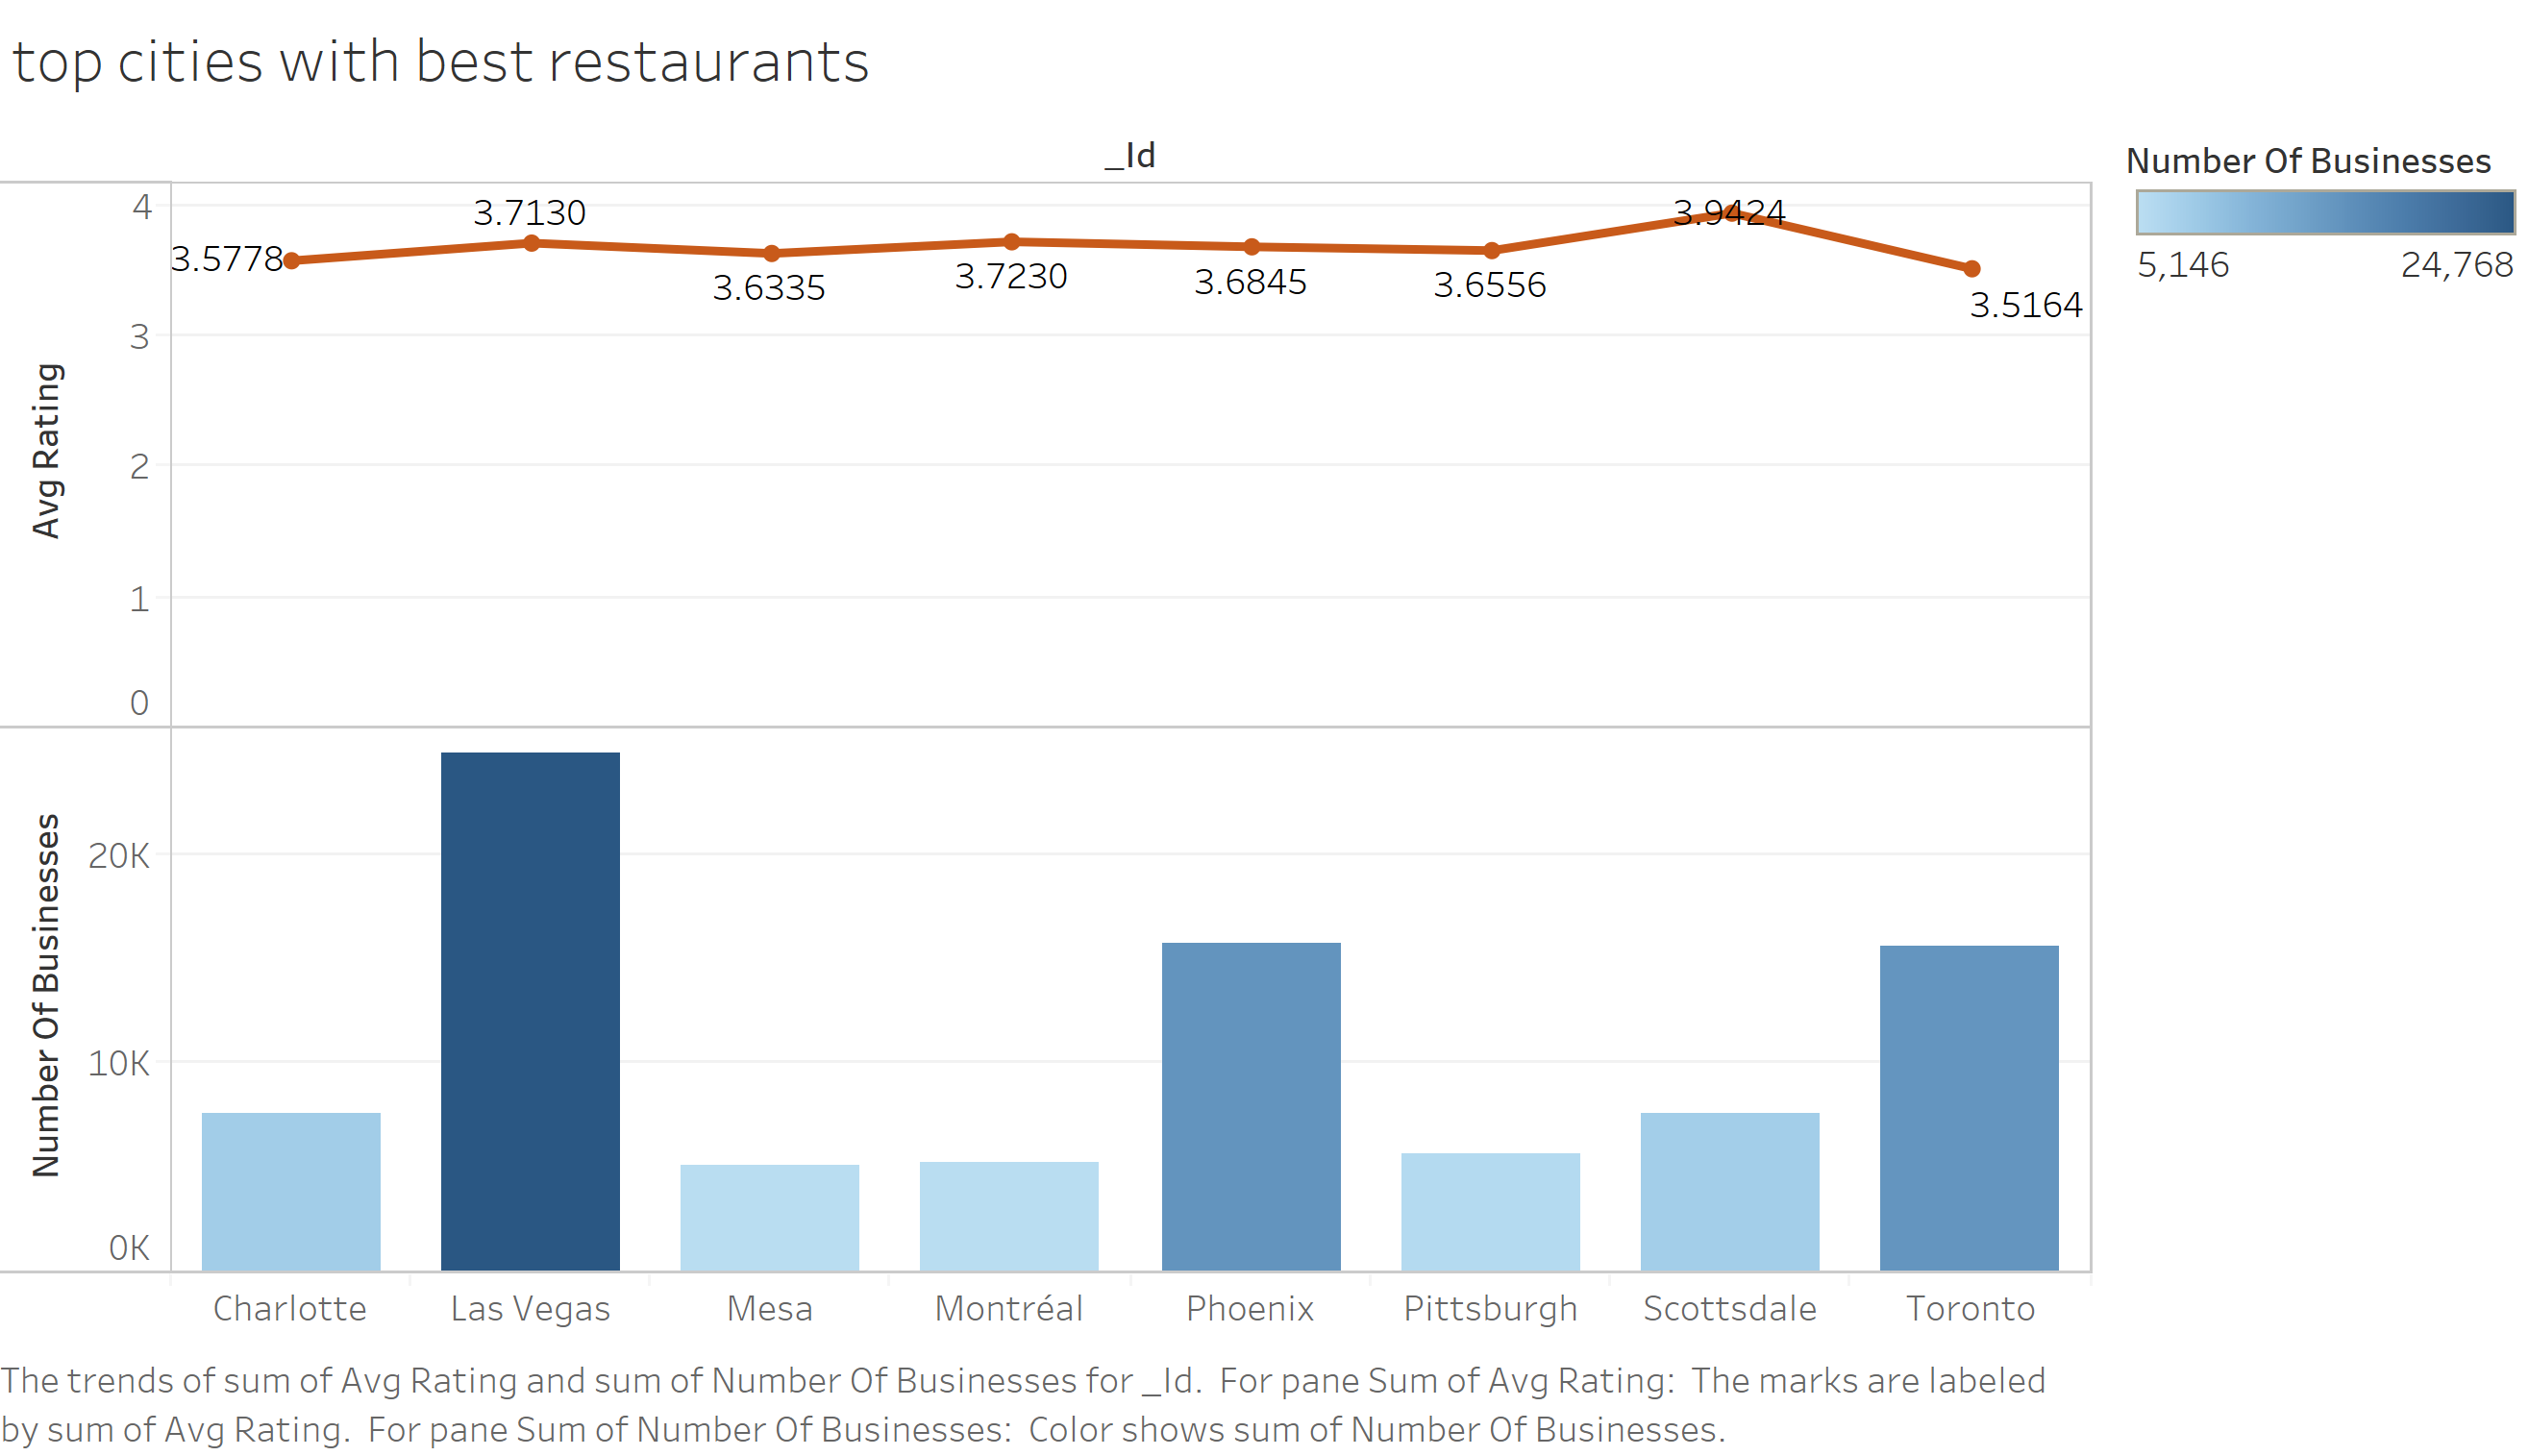 top cities with best restaurants
_Id
Number Of Businesses
5,146 24,768
Avg Rating
4
3
2
1
0
3.5778
3.7130
3.6335
3.7230
3.6845
3.6556
3.9424
3.5164
Number Of Businesses
20K
10K
0K
Charlotte Las Vegas Mesa Montréal Phoenix Pittsburgh Scottsdale Toronto
The trends of sum of Avg Rating and sum of Number Of Businesses for _Id.  For pane Sum of Avg Rating:  The marks are labeled
by sum of Avg Rating.  For pane Sum of Number Of Businesses:  Color shows sum of Number Of Businesses.